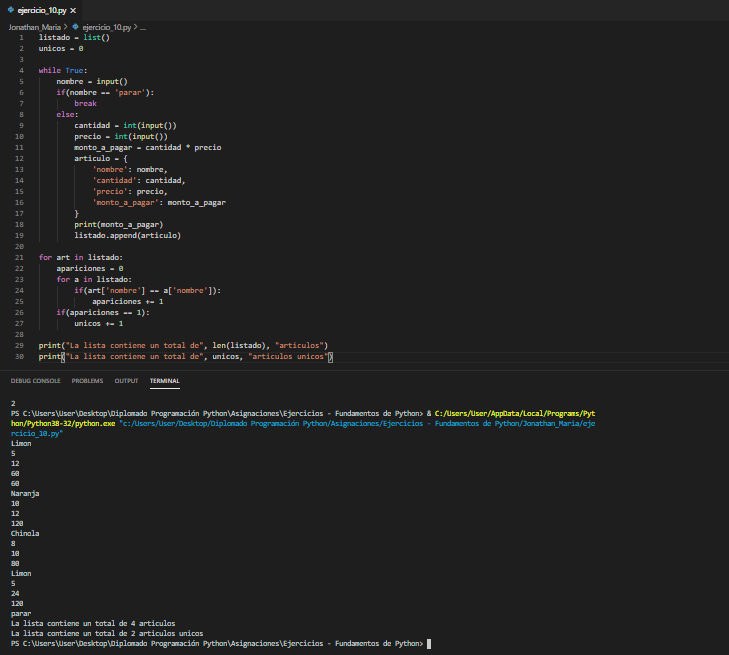 ejercicio_10.py ×
Jonathan_Maria > ejercicio_10.py > ...
1 listado = list()
2 unicos = 0
3
4 while True:
5 nombre = input()
6 if(nombre == 'parar'):
7 break
8 else:
9 cantidad = int(input())
10 precio = int(input())
11 monto_a_pagar = cantidad * precio
12 articulo = {
13 'nombre': nombre,
14 'cantidad': cantidad,
15 'precio': precio,
16 'monto_a_pagar': monto_a_pagar
17 }
18 print(monto_a_pagar)
19 listado.append(articulo)
20
21 for art in listado:
22 apariciones = 0
23 for a in listado:
24 if(art['nombre'] == a['nombre']):
25 apariciones += 1
26 if(apariciones == 1):
27 unicos += 1
28
29 print("La lista contiene un total de", len(listado), "articulos")
30 print("La lista contiene un total de", unicos, "articulos unicos")
DEBUG CONSOLE PROBLEMS OUTPUT TERMINAL
2
PS C:\Users\User\Desktop\Diplomado Programación Python\Asignaciones\Ejercicios - Fundamentos de Python> & C:/Users/User/AppData/Local/Programs/Pyt
hon/Python38-32/python.exe "c:/Users/User/Desktop/Diplomado Programación Python/Asignaciones/Ejercicios - Fundamentos de Python/Jonathan_Maria/eje
rcicio_10.py"
Limon
5
12
60
60
Naranja
10
12
120
Chinola
8
10
80
Limon
5
24
120
parar
La lista contiene un total de 4 articulos
La lista contiene un total de 2 articulos unicos
PS C:\Users\User\Desktop\Diplomado Programación Python\Asignaciones\Ejercicios - Fundamentos de Python>